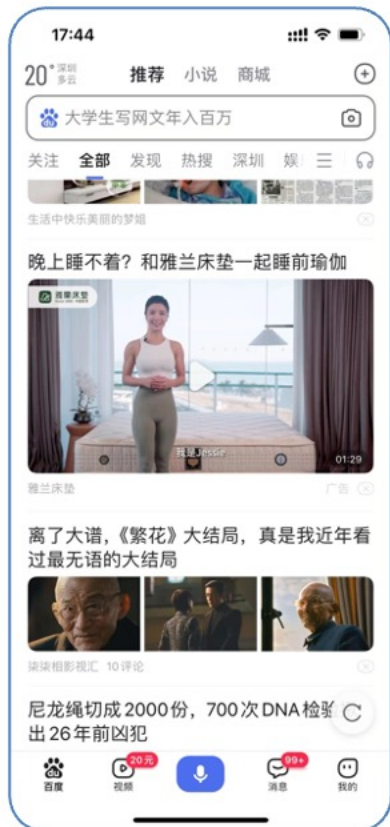 17:44
20° 深圳 多云 推荐 小说 商城
大学生写网文年入百万
关注 全部 发现 热搜 深圳 娱
生活中快乐美丽的梦姐
晚上睡不着？和雅兰床垫一起睡前瑜伽
雅蘭床墊
我是Jessie
01:29
雅兰床垫 广告
离了大谱，《繁花》大结局，真是我近年看
过最无语的大结局
柒柒相影视汇 10评论
尼龙绳切成2000份，700次DNA检验
出26年前凶犯
20元 99+
百度 视频 消息 我的